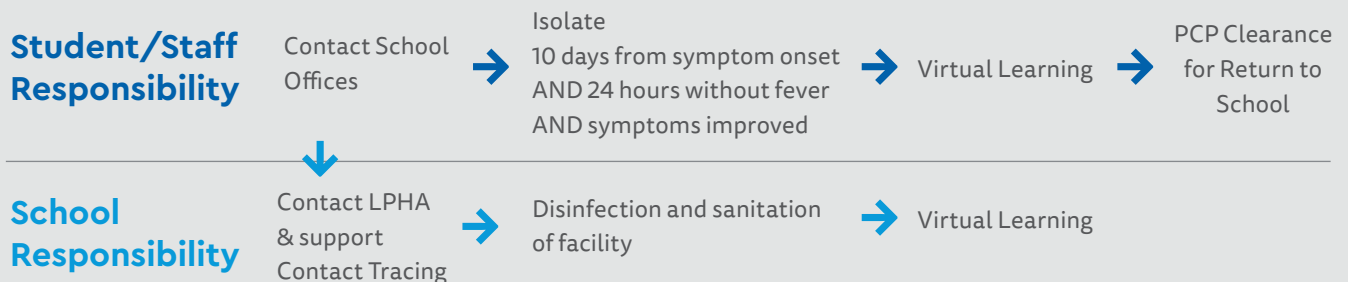 Student/Staff
Responsibility
Contact School
Offices
Isolate
10 days from symptom onset
AND 24 hours without fever
AND symptoms improved
Virtual Learning
PCP Clearance
for Return to
School
School
Responsibility
Contact LPHA
& support
Contact Tracing
Disinfection and sanitation
of facility
Virtual Learning